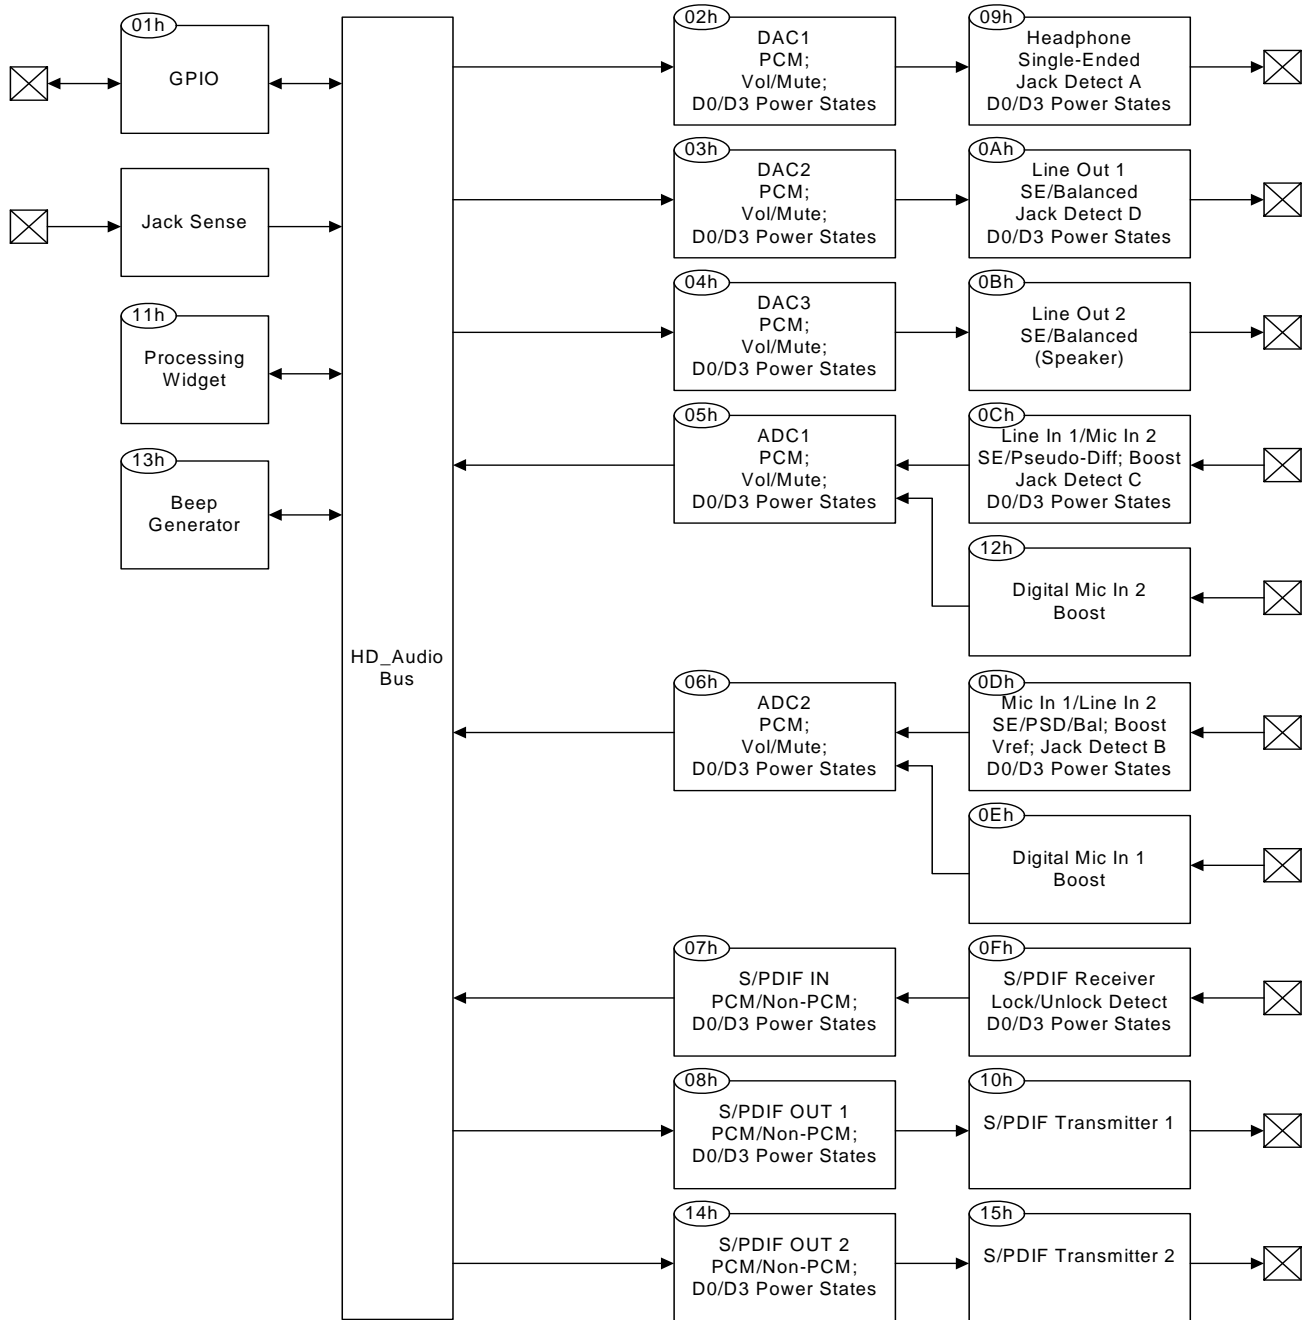 01h
GPIO
Jack Sense
11h
Processing
Widget
13h
Beep
Generator
HD_Audio
Bus
02h
DAC1
PCM;
Vol/Mute;
D0/D3 Power States
09h
Headphone
Single-Ended
Jack Detect A
D0/D3 Power States
03h
DAC2
PCM;
Vol/Mute;
D0/D3 Power States
0Ah
Line Out 1
SE/Balanced
Jack Detect D
D0/D3 Power States
04h
DAC3
PCM;
Vol/Mute;
D0/D3 Power States
0Bh
Line Out 2
SE/Balanced
(Speaker)
05h
ADC1
PCM;
Vol/Mute;
D0/D3 Power States
0Ch
Line In 1/Mic In 2
SE/Pseudo-Diff; Boost
Jack Detect C
D0/D3 Power States
12h
Digital Mic In 2
Boost
06h
ADC2
PCM;
Vol/Mute;
D0/D3 Power States
0Dh
Mic In 1/Line In 2
SE/PSD/Bal; Boost
Vref; Jack Detect B
D0/D3 Power States
0Eh
Digital Mic In 1
Boost
07h
S/PDIF IN
PCM/Non-PCM;
D0/D3 Power States
0Fh
S/PDIF Receiver
Lock/Unlock Detect
D0/D3 Power States
08h
S/PDIF OUT 1
PCM/Non-PCM;
D0/D3 Power States
10h
S/PDIF Transmitter 1
14h
S/PDIF OUT 2
PCM/Non-PCM;
D0/D3 Power States
15h
S/PDIF Transmitter 2